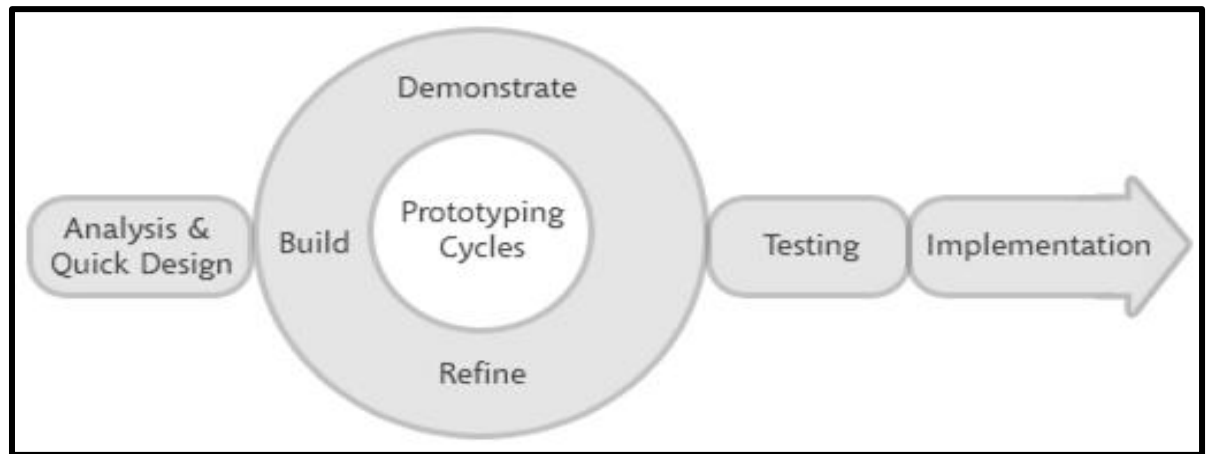 Analysis &
Quick Design
Demonstrate
Build
Prototyping
Cycles
Refine
Testing
Implementation